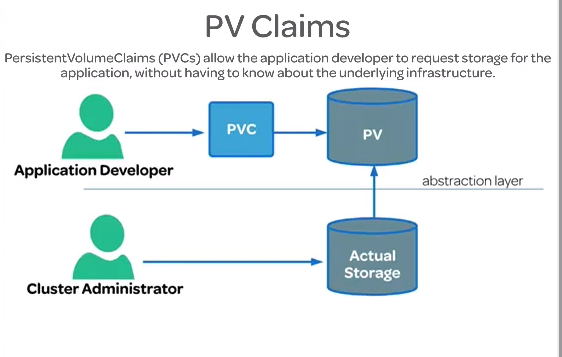 PV Claims
PersistentVolumeClaims (PVCs) allow the application developer to request storage for the
application, without having to know about the underlying infrastructure.
PVC
PV
Application Developer
abstraction layer
Actual
Storage
Cluster Administrator